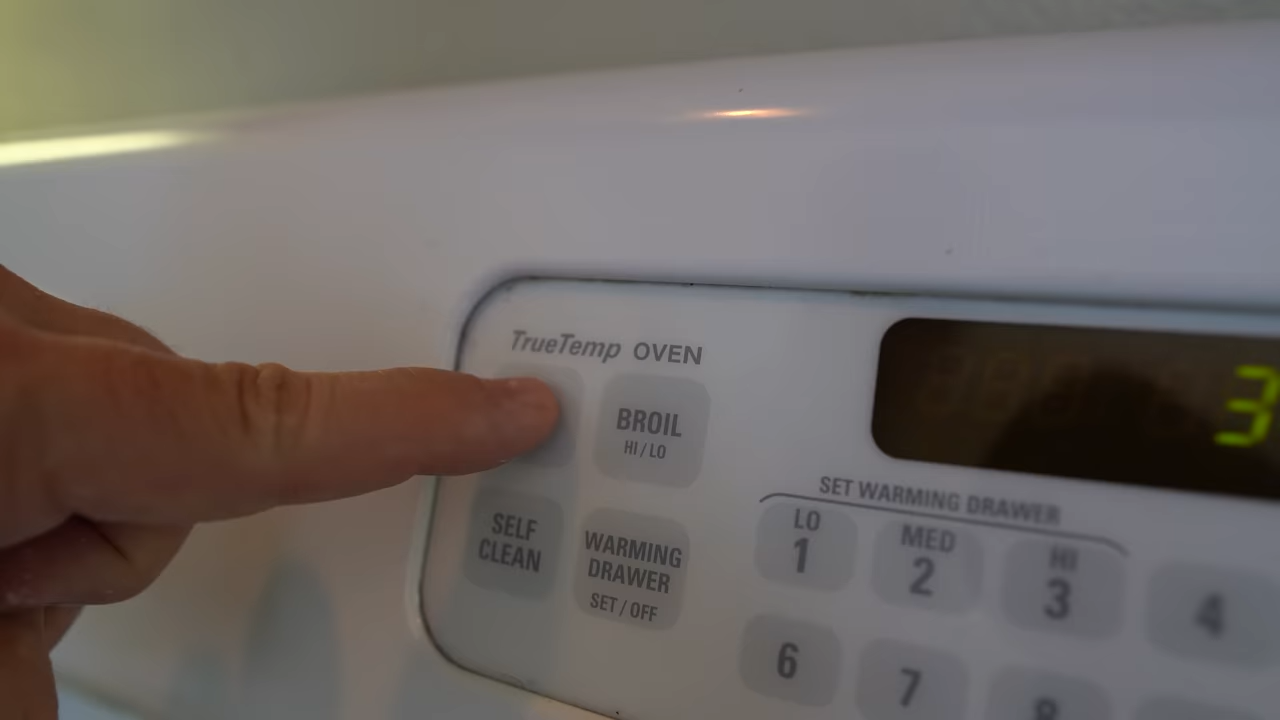 TrueTemp OVEN
BROIL
HI / LO
3
SELF
CLEAN
WARMING
DRAWER
SET / OFF
SET WARMING DRAWER
LO
1
MED
2
HI
3
4
6
7
8